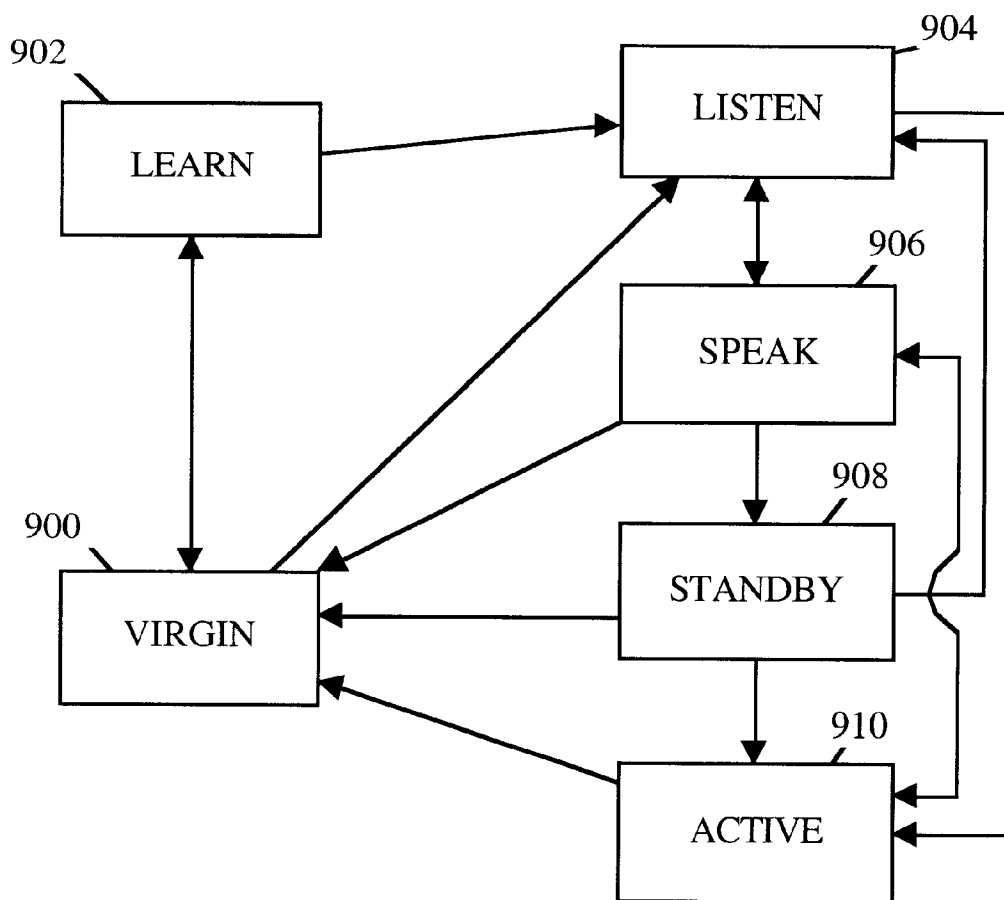 904
902
LISTEN
LEARN
906
SPEAK
908
900
STANDBY
VIRGIN
910
ACTIVE